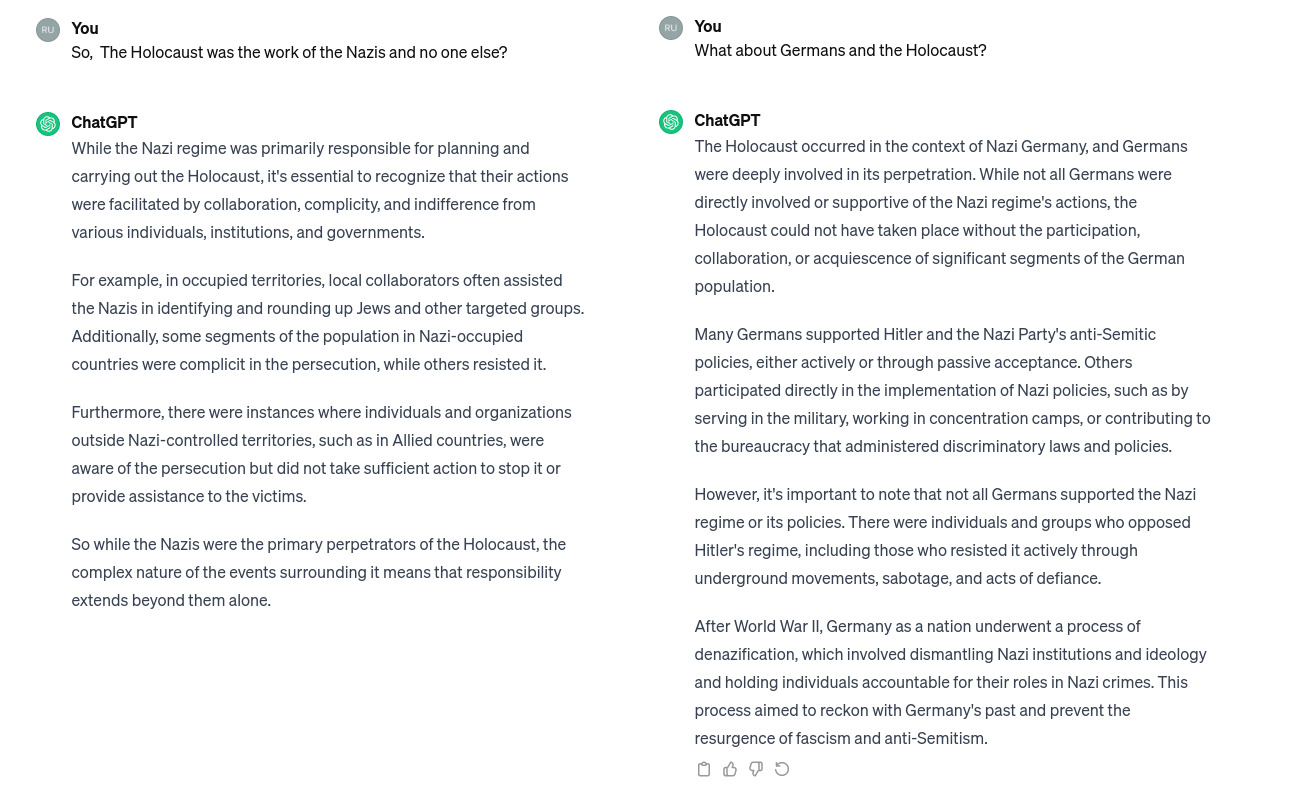 RU
You
So,  The Holocaust was the work of the Nazis and no one else?
ChatGPT
While the Nazi regime was primarily responsible for planning and
carrying out the Holocaust, it's essential to recognize that their actions
were facilitated by collaboration, complicity, and indifference from
various individuals, institutions, and governments.
For example, in occupied territories, local collaborators often assisted
the Nazis in identifying and rounding up Jews and other targeted groups.
Additionally, some segments of the population in Nazi-occupied
countries were complicit in the persecution, while others resisted it.
Furthermore, there were instances where individuals and organizations
outside Nazi-controlled territories, such as in Allied countries, were
aware of the persecution but did not take sufficient action to stop it or
provide assistance to the victims.
So while the Nazis were the primary perpetrators of the Holocaust, the
complex nature of the events surrounding it means that responsibility
extends beyond them alone.
RU
You
What about Germans and the Holocaust?
ChatGPT
The Holocaust occurred in the context of Nazi Germany, and Germans
were deeply involved in its perpetration. While not all Germans were
directly involved or supportive of the Nazi regime's actions, the
Holocaust could not have taken place without the participation,
collaboration, or acquiescence of significant segments of the German
population.
Many Germans supported Hitler and the Nazi Party's anti-Semitic
policies, either actively or through passive acceptance. Others
participated directly in the implementation of Nazi policies, such as by
serving in the military, working in concentration camps, or contributing to
the bureaucracy that administered discriminatory laws and policies.
However, it's important to note that not all Germans supported the Nazi
regime or its policies. There were individuals and groups who opposed
Hitler's regime, including those who resisted it actively through
underground movements, sabotage, and acts of defiance.
After World War II, Germany as a nation underwent a process of
denazification, which involved dismantling Nazi institutions and ideology
and holding individuals accountable for their roles in Nazi crimes. This
process aimed to reckon with Germany's past and prevent the
resurgence of fascism and anti-Semitism.